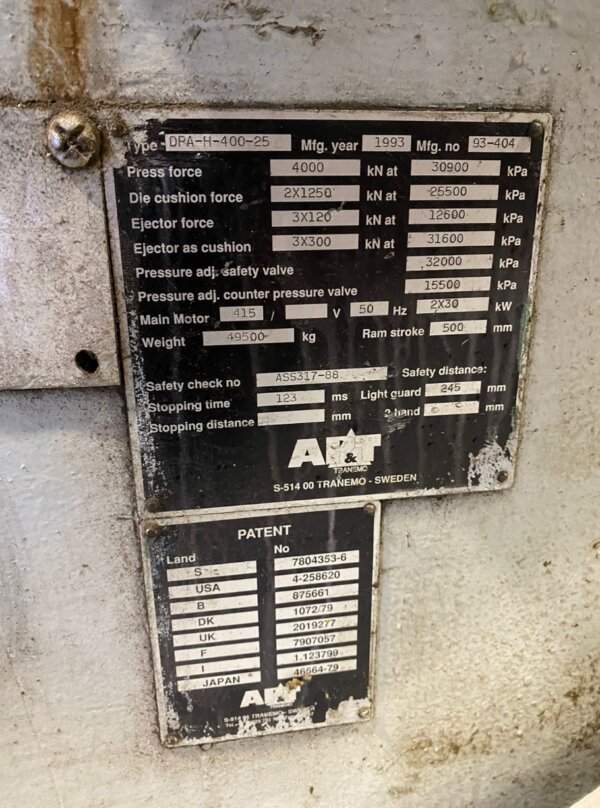 Type DPA-H-400-25 Mfg. year 1993 Mfg. no 93-404
Press force 4000 kN at 30900 kPa
Die cushion force 2X1250 kN at 25500 kPa
Ejector force 3X120 kN at 12600 kPa
Ejector as cushion 3X300 kN at 31600 kPa
Pressure adj. safety valve 32000 kPa
Pressure adj. counter pressure valve 15500 kPa
Main Motor 415 / V 50 Hz 2X30 kW
Weight 49500 kg Ram stroke 500 mm
Safety check no ASS317-88 Safety distance:
Stopping time 123 ms Light guard 245 mm
Stopping distance mm 2 hand mm
AP&T
TRANEMO
S-514 00 TRANEMO - SWEDEN
PATENT
Land No
S 7804353-6
USA 4-258620
B 875661
DK 1072/79
UK 2019277
F 7907057
I 1.123799
JAPAN 46564-79
AP&T
TRANEMO
S-514 00 TRANEMO - SWEDEN